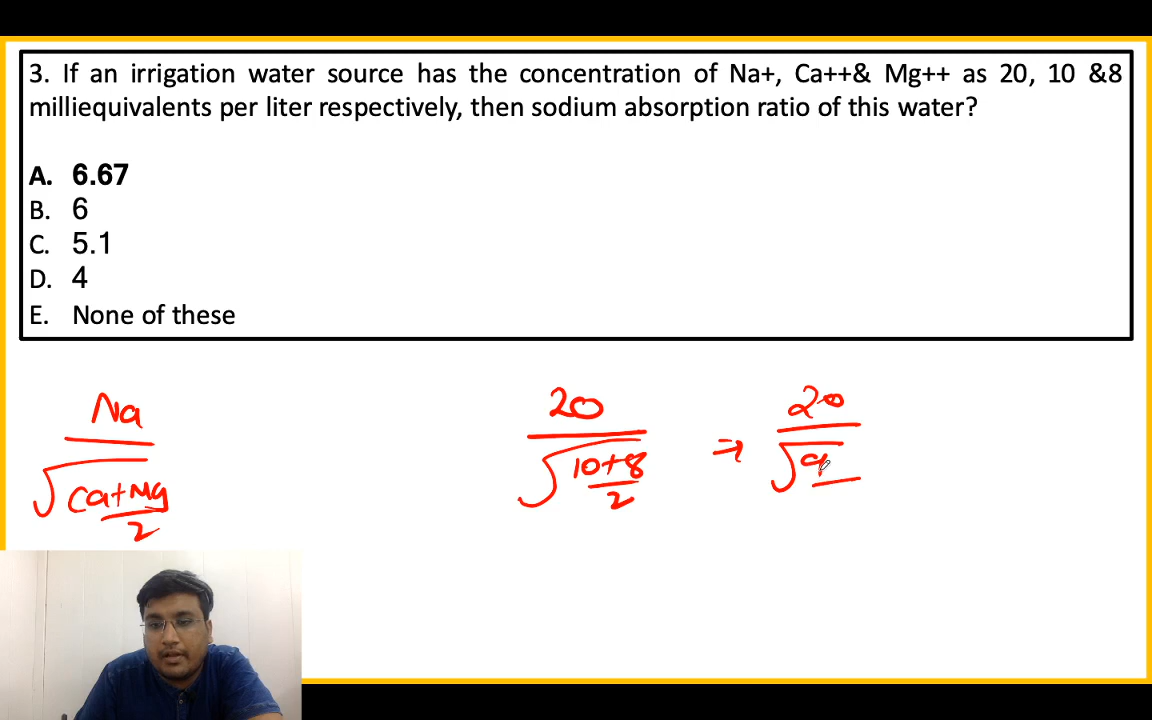 3. If an irrigation water source has the concentration of Na+, Ca++& Mg++ as 20, 10 &8
milliequivalents per liter respectively, then sodium absorption ratio of this water?
A. 6.67
B. 6
C. 5.1
D. 4
E. None of these
Na
√Ca+Mg
2
20
√10+8
2
→
20
√9